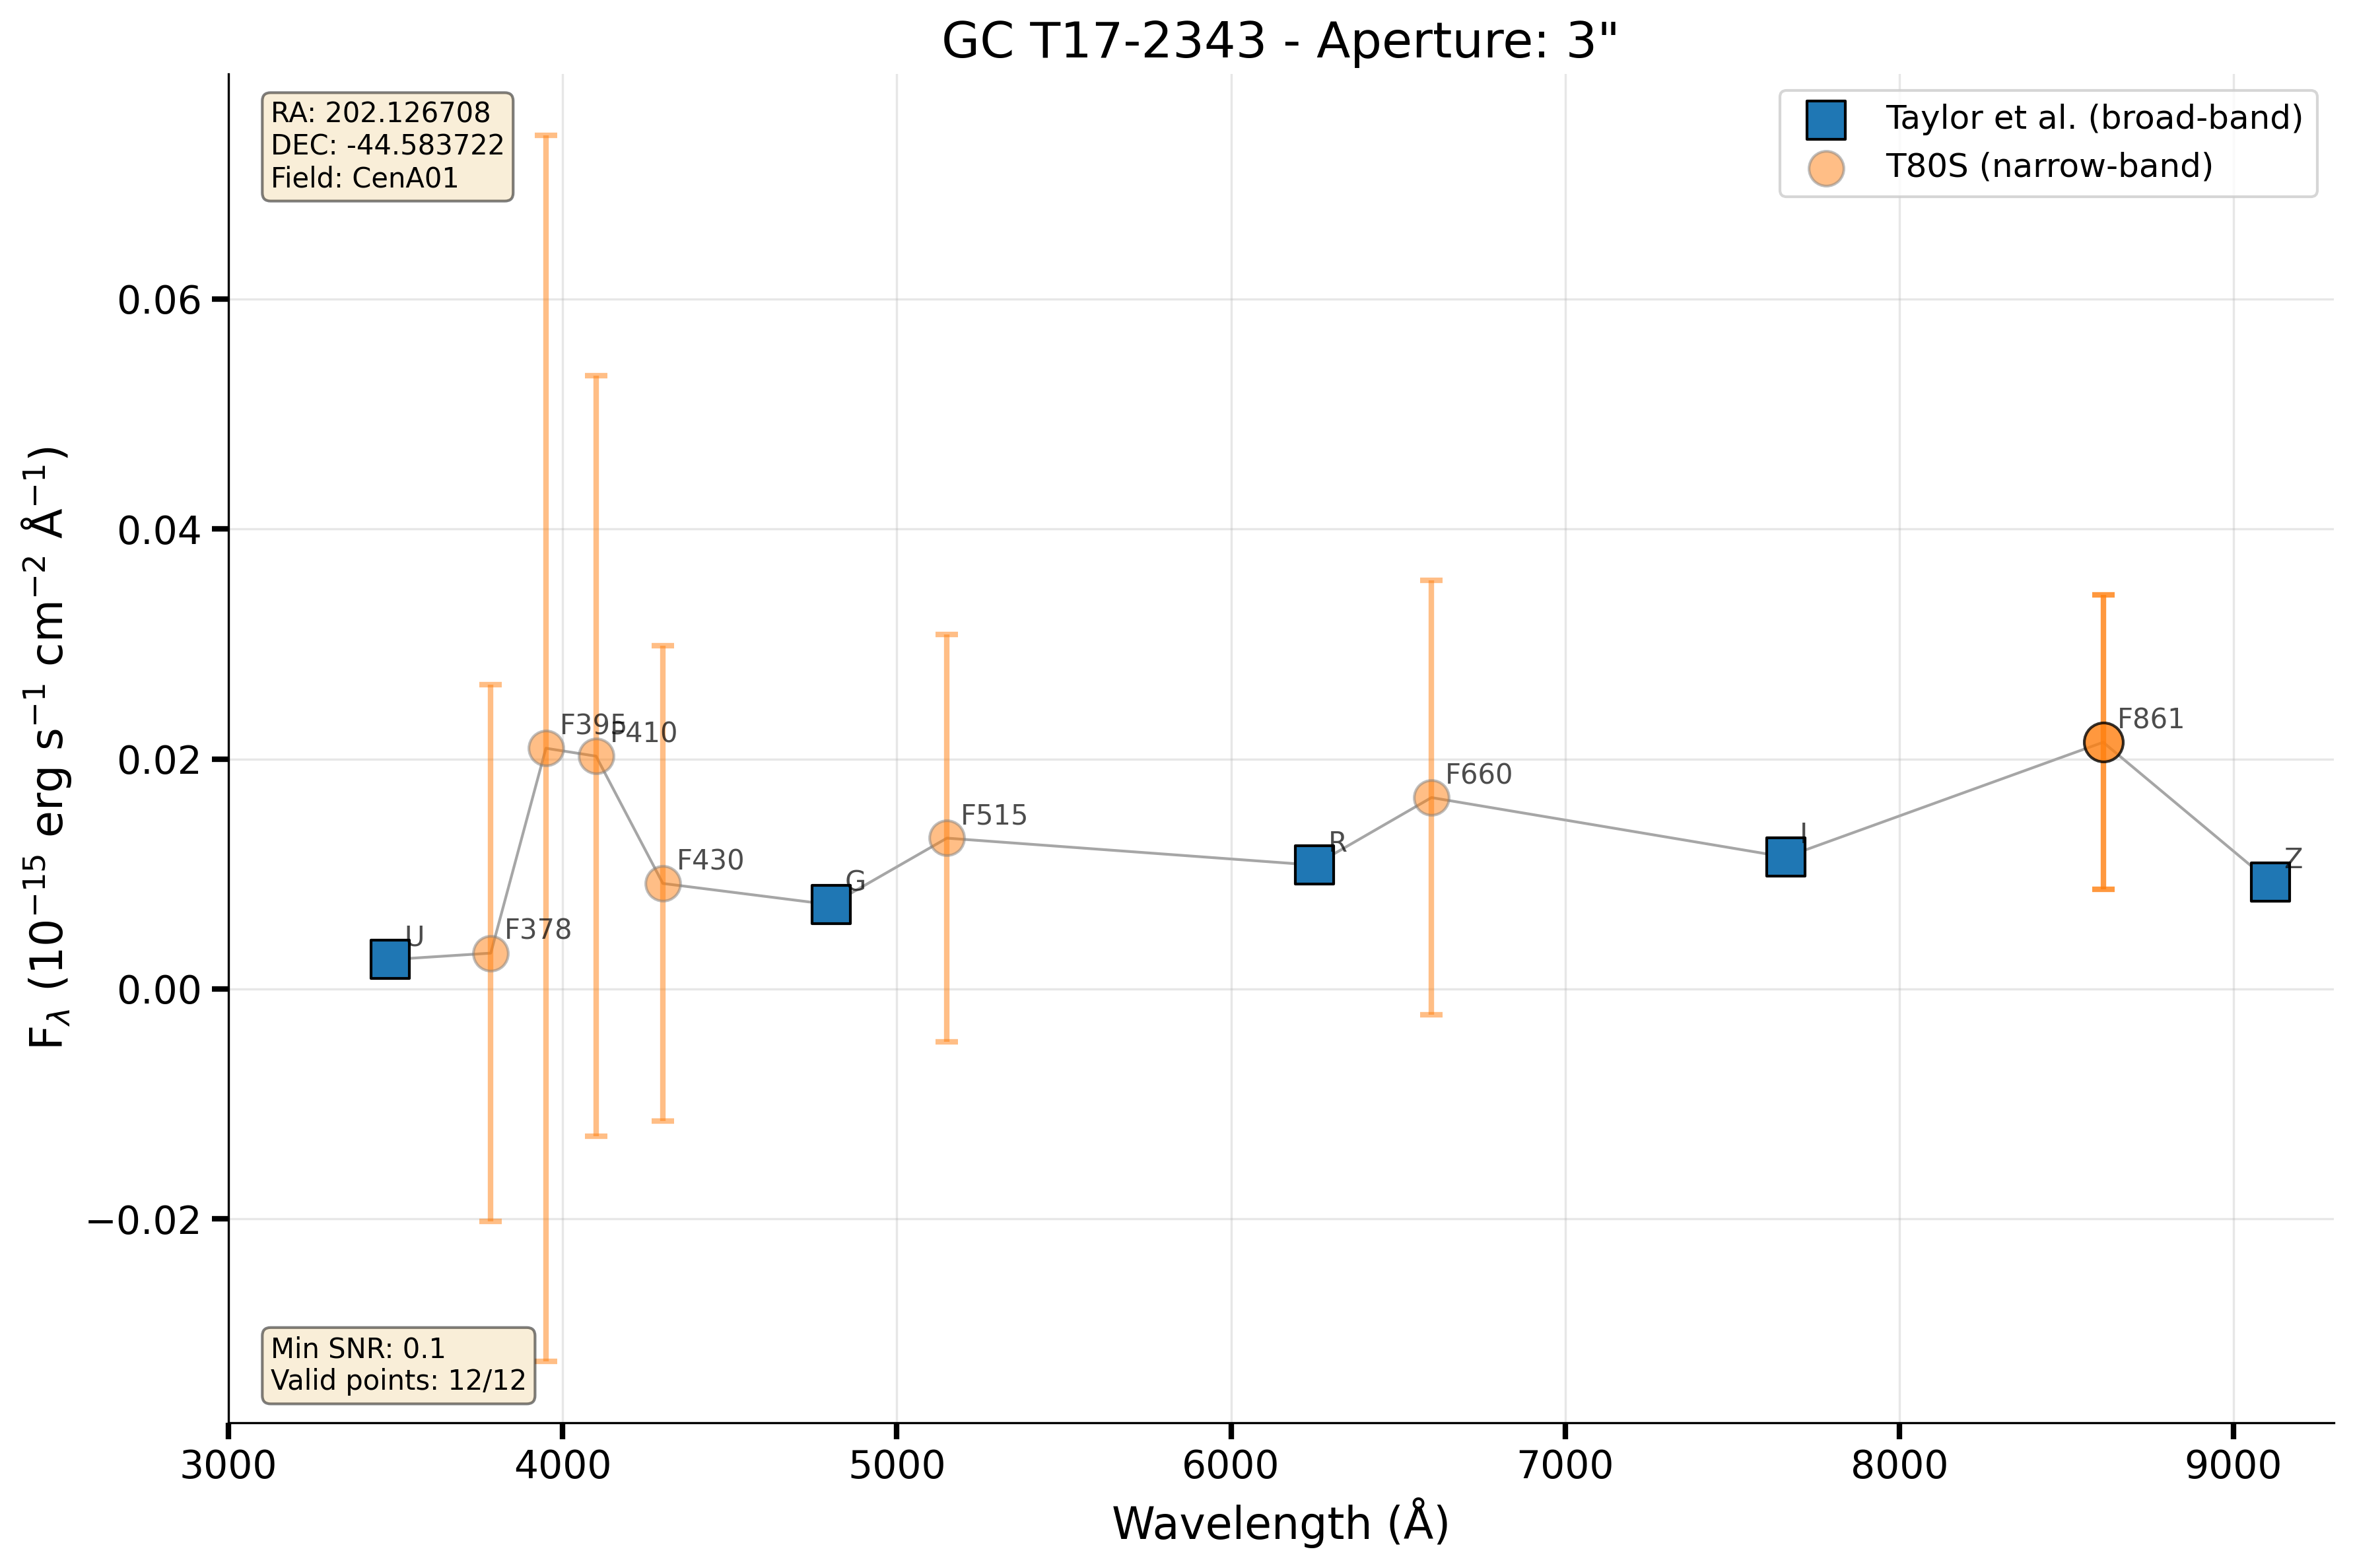 GC T17-2343 - Aperture: 3"
RA: 202.126708
DEC: -44.583722
Field: CenA01
Taylor et al. (broad-band)
T80S (narrow-band)
0.06
0.04
0.02
0.00
−0.02
F_λ (10⁻¹⁵ erg s⁻¹ cm⁻² Å⁻¹)
U
F378
F395
F410
F430
G
F515
R
F660
I
F861
Z
Min SNR: 0.1
Valid points: 12/12
3000
4000
5000
6000
7000
8000
9000
Wavelength (Å)